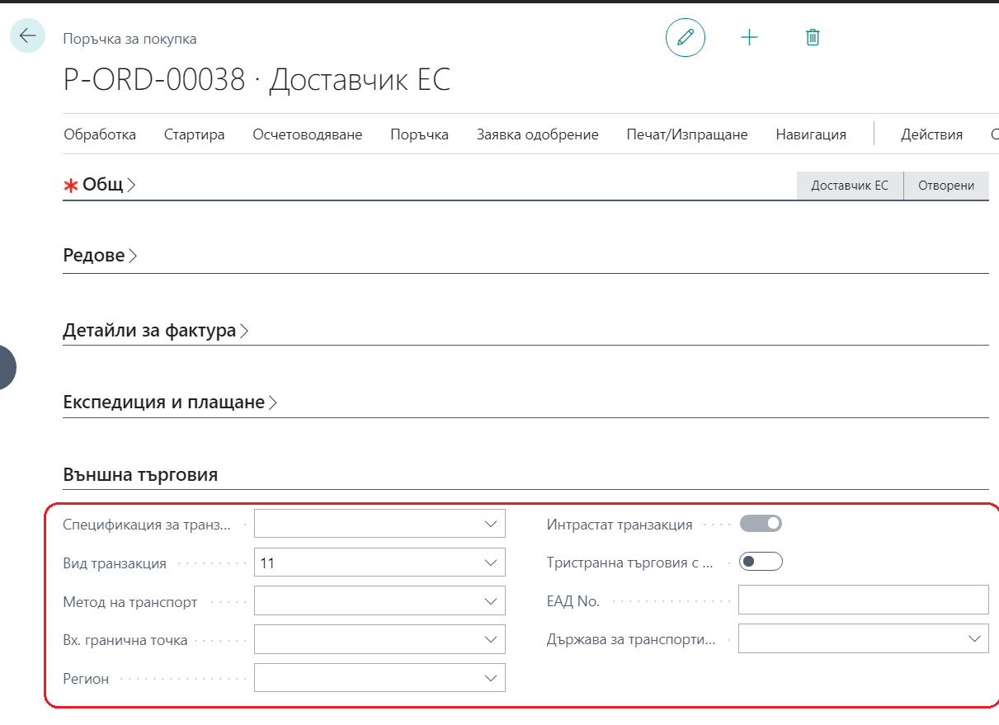 Поръчка за покупка
P-ORD-00038 · Доставчик ЕС
Обработка Стартира Осчетоводяване Поръчка Заявка одобрение Печат/Изпращане Навигация Действия
Общ Доставчик ЕС Отворени
Редове
Детайли за фактура
Експедиция и плащане
Външна търговия
Спецификация за транз...
Вид транзакция 11
Метод на транспорт
Вх. гранична точка
Регион
Интрастат транзакция
Тристранна търговия с ...
ЕАД No.
Държава за транспорти...